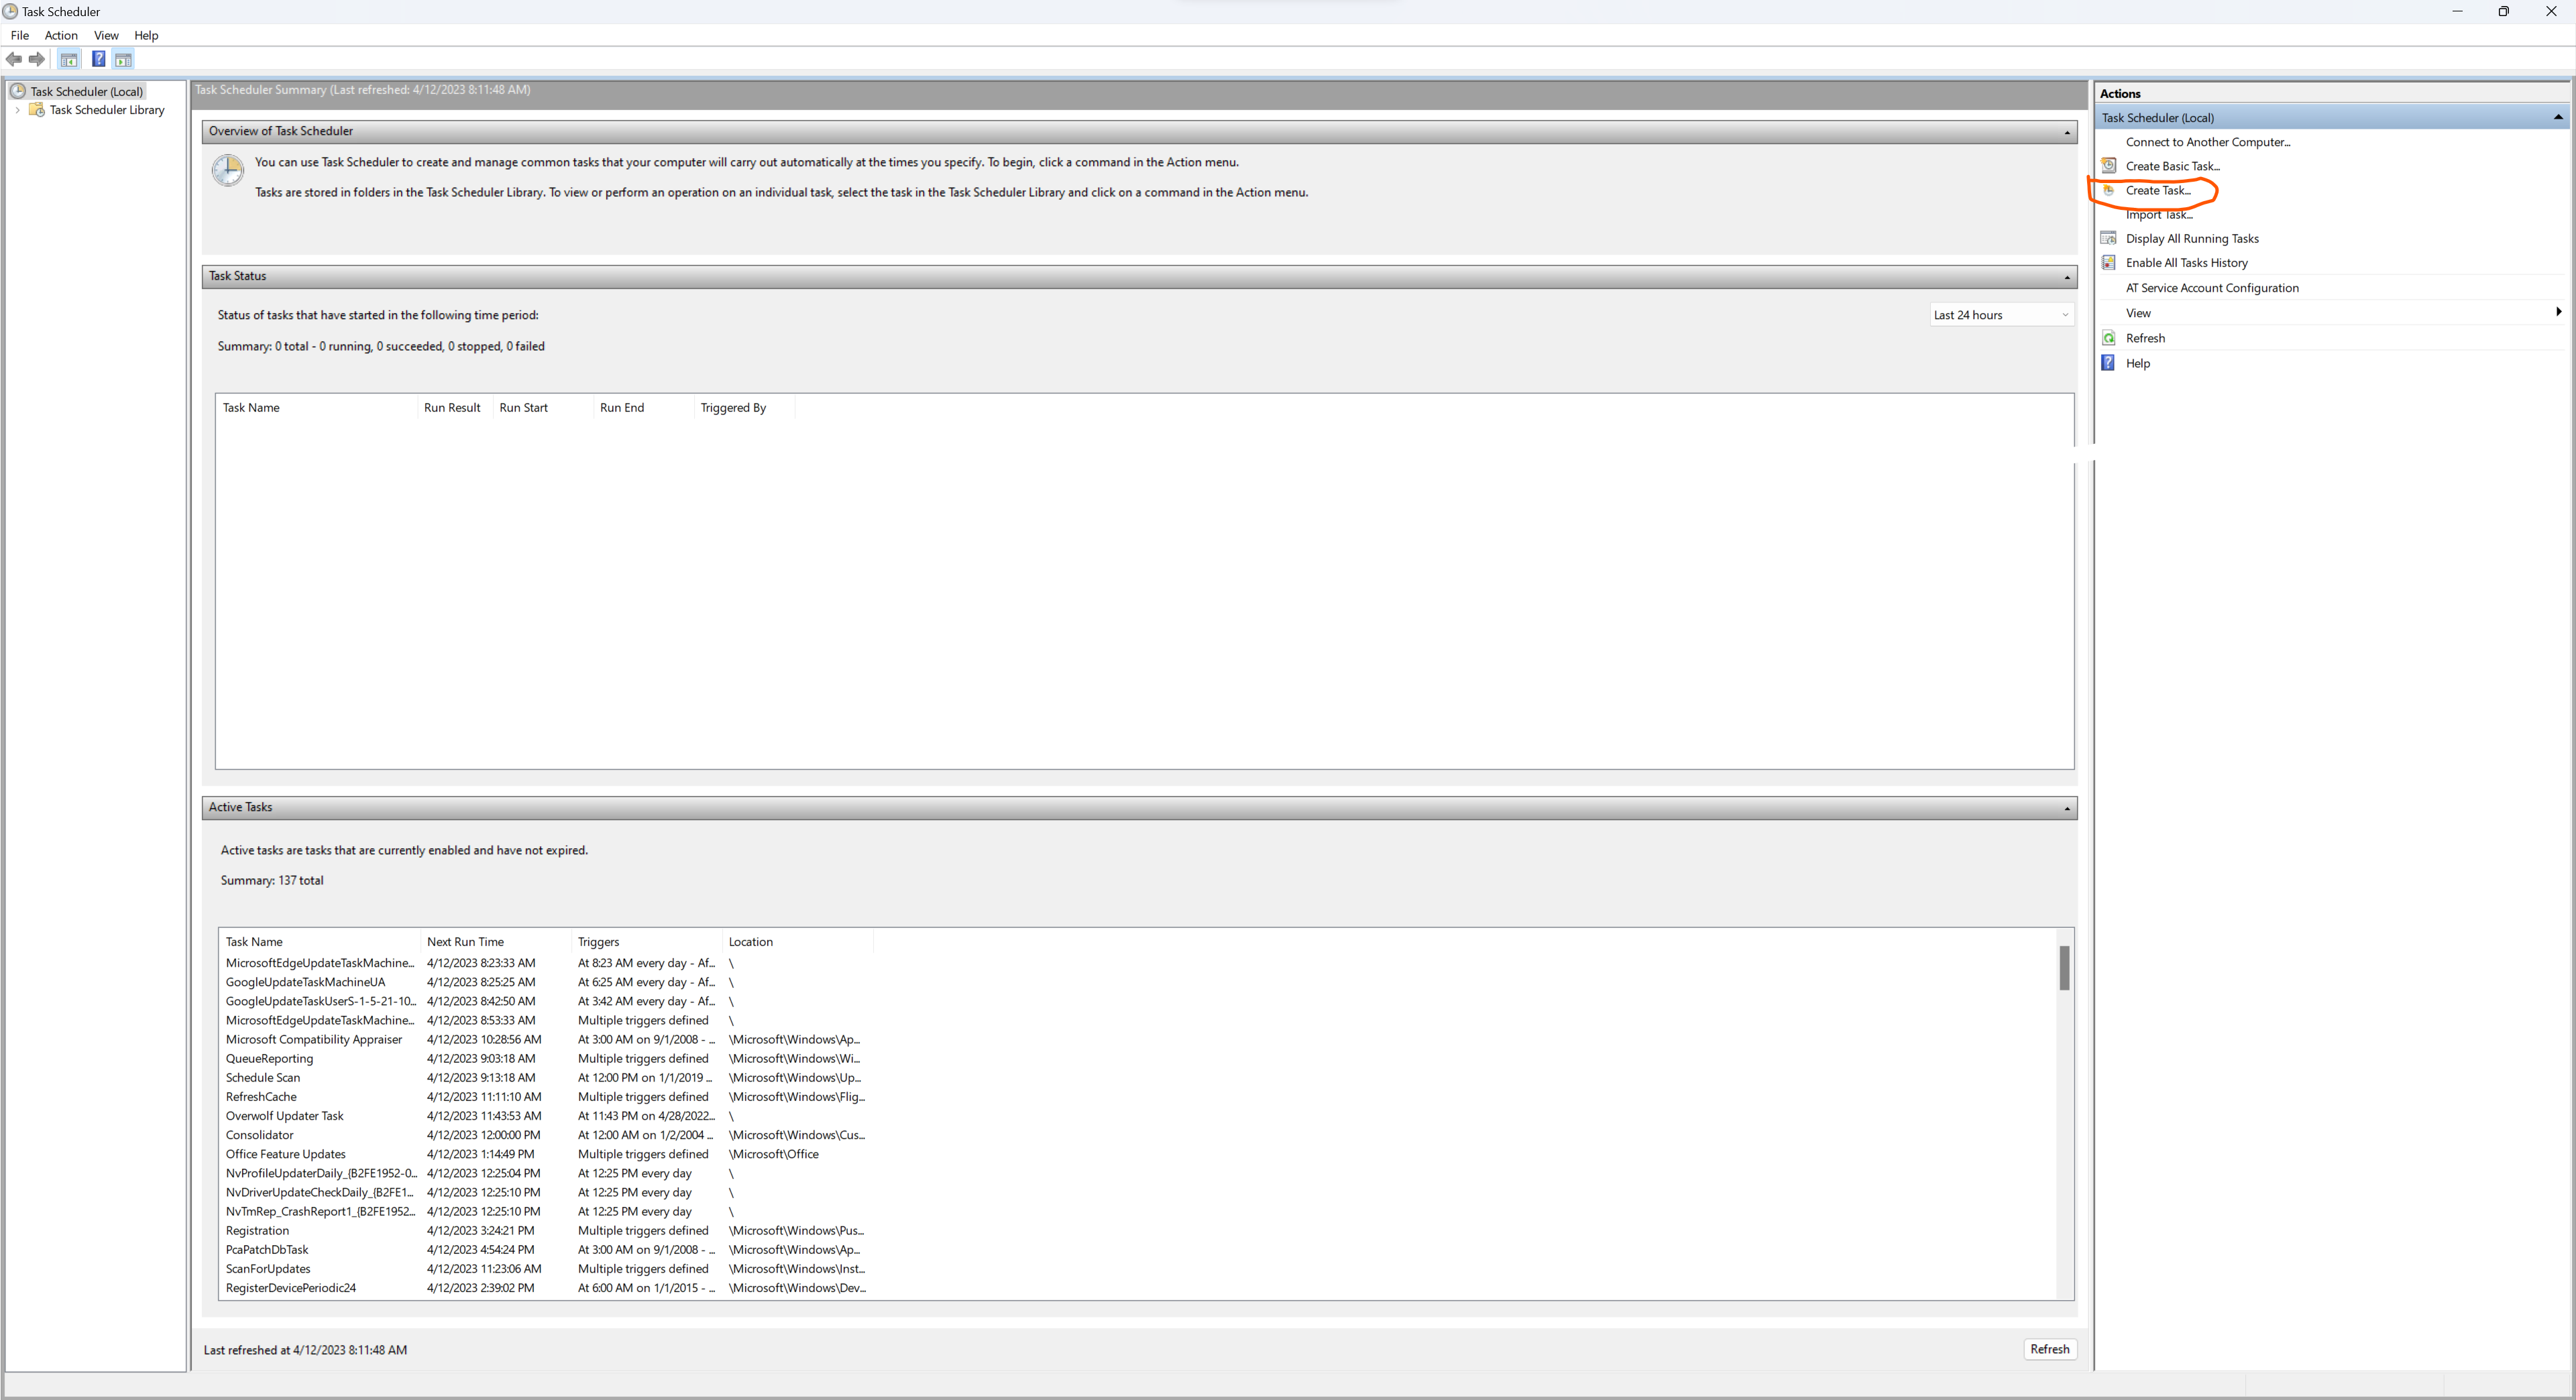 Task Scheduler
File Action View Help
Task Scheduler (Local)
Task Scheduler Library
Task Scheduler Summary (Last refreshed: 4/12/2023 8:11:48 AM)
Overview of Task Scheduler
You can use Task Scheduler to create and manage common tasks that your computer will carry out automatically at the times you specify. To begin, click a command in the Action menu.
Tasks are stored in folders in the Task Scheduler Library. To view or perform an operation on an individual task, select the task in the Task Scheduler Library and click on a command in the Action menu.
Task Status
Status of tasks that have started in the following time period:
Last 24 hours
Summary: 0 total - 0 running, 0 succeeded, 0 stopped, 0 failed
Task Name Run Result Run Start Run End Triggered By
Active Tasks
Active tasks are tasks that are currently enabled and have not expired.
Summary: 137 total
Task Name Next Run Time Triggers Location
MicrosoftEdgeUpdateTaskMachine... 4/12/2023 8:23:33 AM At 8:23 AM every day - Af... \
GoogleUpdateTaskMachineUA 4/12/2023 8:25:25 AM At 6:25 AM every day - Af... \
GoogleUpdateTaskUserS-1-5-21-10... 4/12/2023 8:42:50 AM At 3:42 AM every day - Af... \
MicrosoftEdgeUpdateTaskMachine... 4/12/2023 8:53:33 AM Multiple triggers defined \
Microsoft Compatibility Appraiser 4/12/2023 10:28:56 AM At 3:00 AM on 9/1/2008 - ... \Microsoft\Windows\Ap...
QueueReporting 4/12/2023 9:03:18 AM Multiple triggers defined \Microsoft\Windows\Wi...
Schedule Scan 4/12/2023 9:13:18 AM At 12:00 PM on 1/1/2019 ... \Microsoft\Windows\Up...
RefreshCache 4/12/2023 11:11:10 AM Multiple triggers defined \Microsoft\Windows\Flig...
Overwolf Updater Task 4/12/2023 11:43:53 AM At 11:43 PM on 4/28/2022... \
Consolidator 4/12/2023 12:00:00 PM At 12:00 AM on 1/2/2004 ... \Microsoft\Windows\Cus...
Office Feature Updates 4/12/2023 1:14:49 PM Multiple triggers defined \Microsoft\Office
NvProfileUpdaterDaily_{B2FE1952-0... 4/12/2023 12:25:04 PM At 12:25 PM every day \
NvDriverUpdateCheckDaily_{B2FE1... 4/12/2023 12:25:10 PM At 12:25 PM every day \
NvTmRep_CrashReport1_{B2FE1952... 4/12/2023 12:25:10 PM At 12:25 PM every day \
Registration 4/12/2023 3:24:21 PM Multiple triggers defined \Microsoft\Windows\Pus...
PcaPatchDbTask 4/12/2023 4:54:24 PM At 3:00 AM on 9/1/2008 - ... \Microsoft\Windows\Ap...
ScanForUpdates 4/12/2023 11:23:06 AM Multiple triggers defined \Microsoft\Windows\Inst...
RegisterDevicePeriodic24 4/12/2023 2:39:02 PM At 6:00 AM on 1/1/2015 - ... \Microsoft\Windows\Dev...
Last refreshed at 4/12/2023 8:11:48 AM
Refresh
Actions
Task Scheduler (Local)
Connect to Another Computer...
Create Basic Task...
Create Task...
Import Task...
Display All Running Tasks
Enable All Tasks History
AT Service Account Configuration
View
Refresh
Help